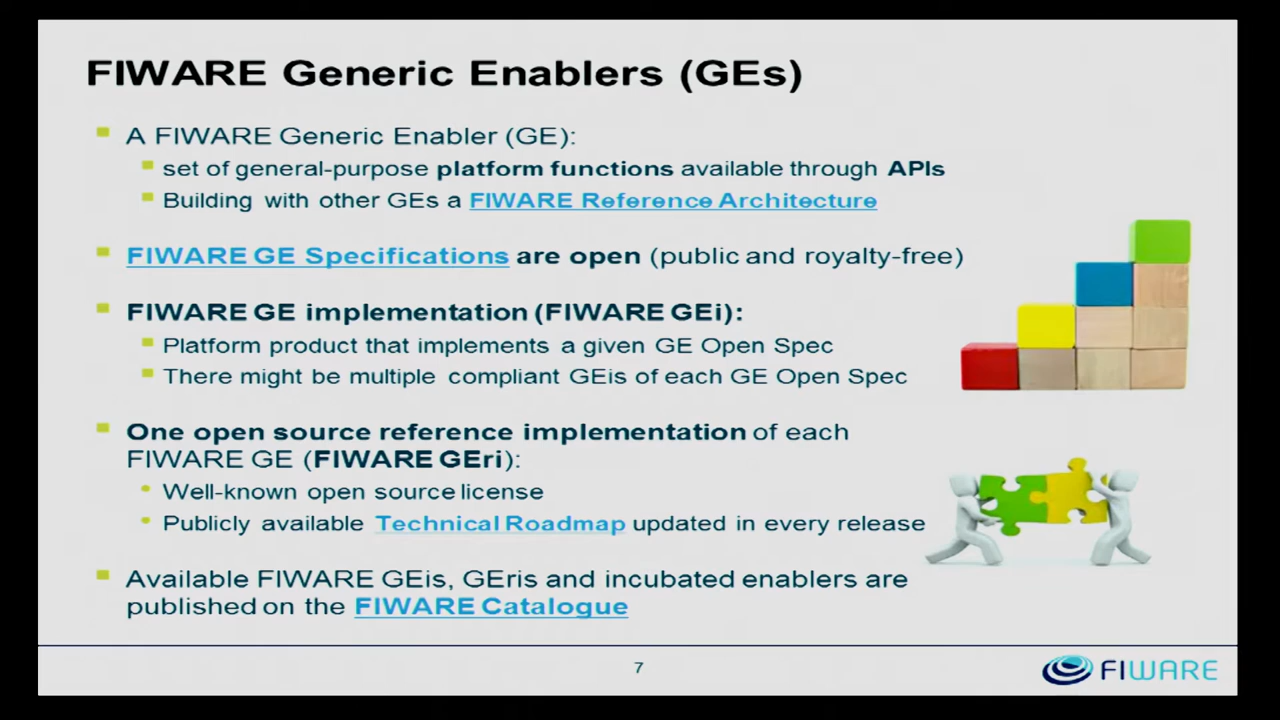 FIWARE Generic Enablers (GEs)
A FIWARE Generic Enabler (GE):
set of general-purpose platform functions available through APIs
Building with other GEs a FIWARE Reference Architecture
FIWARE GE Specifications are open (public and royalty-free)
FIWARE GE implementation (FIWARE GEi):
Platform product that implements a given GE Open Spec
There might be multiple compliant GEis of each GE Open Spec
One open source reference implementation of each
FIWARE GE (FIWARE GEri):
Well-known open source license
Publicly available Technical Roadmap updated in every release
Available FIWARE GEis, GEris and incubated enablers are
published on the FIWARE Catalogue
7
FIWARE